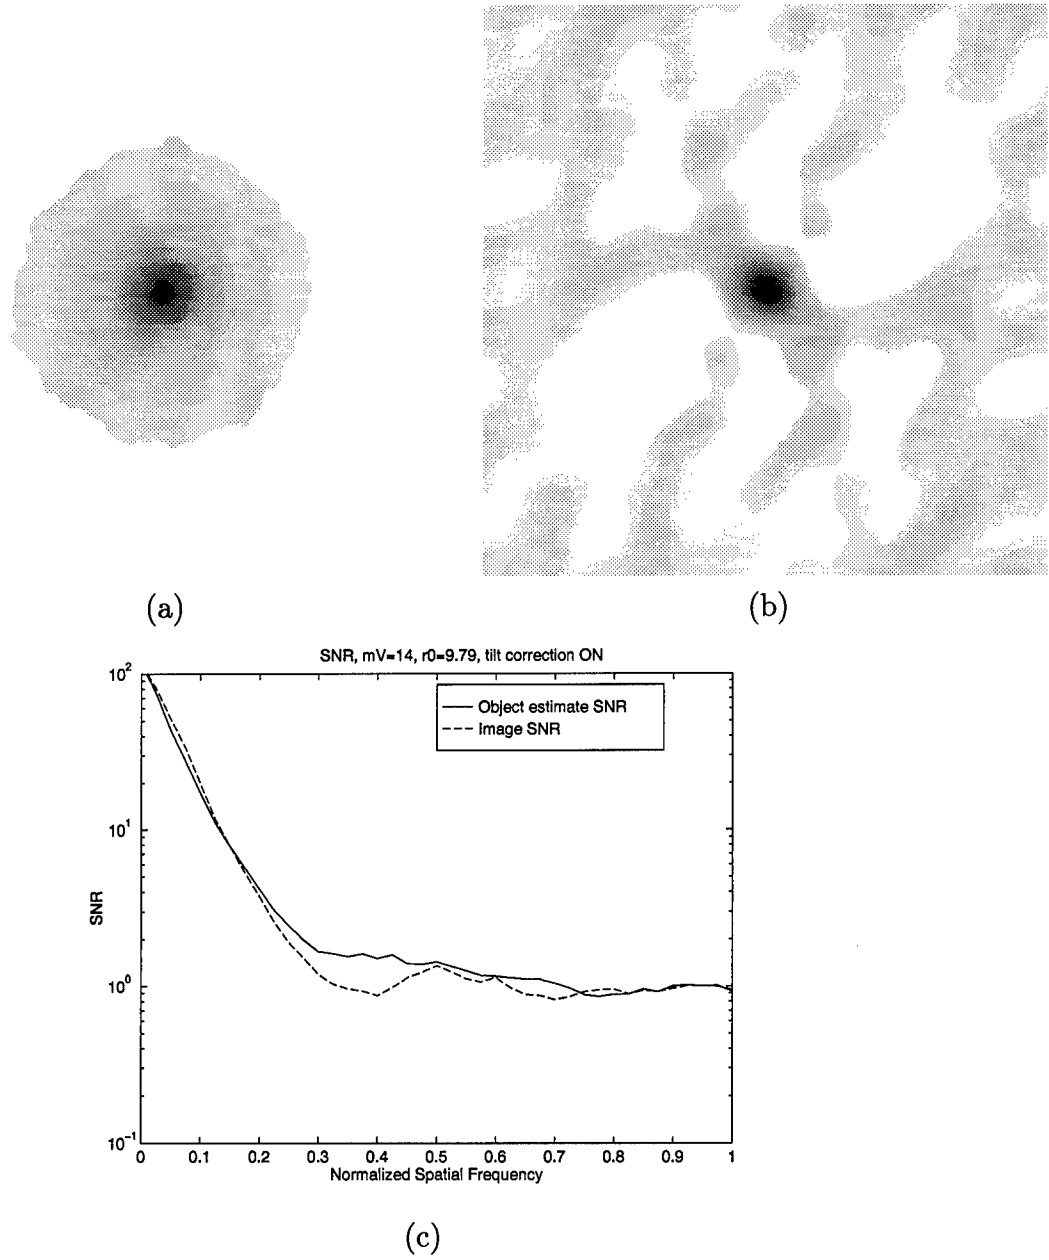 (a)
(b)
SNR, mV=14, r0=9.79, tilt correction ON
Object estimate SNR
Image SNR
10^2
10^1
10^0
10^-1
SNR
0 0.1 0.2 0.3 0.4 0.5 0.6 0.7 0.8 0.9 1
Normalized Spatial Frequency
(c)